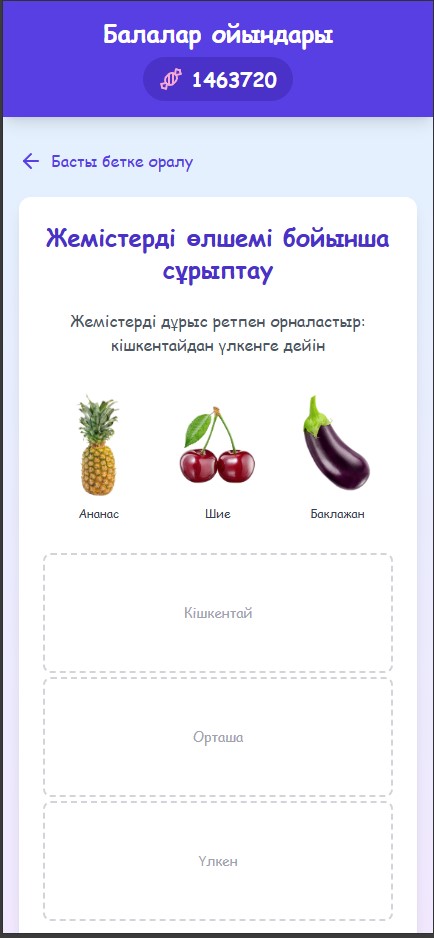 Балалар ойындары
1463720
Басты бетке оралу
Жемістерді өлшемі бойынша
сұрыптау
Жемістерді дұрыс ретпен орналастыр:
кішкентайдан үлкенге дейін
Ананас
Шие
Баклажан
Кішкентай
Орташа
Үлкен